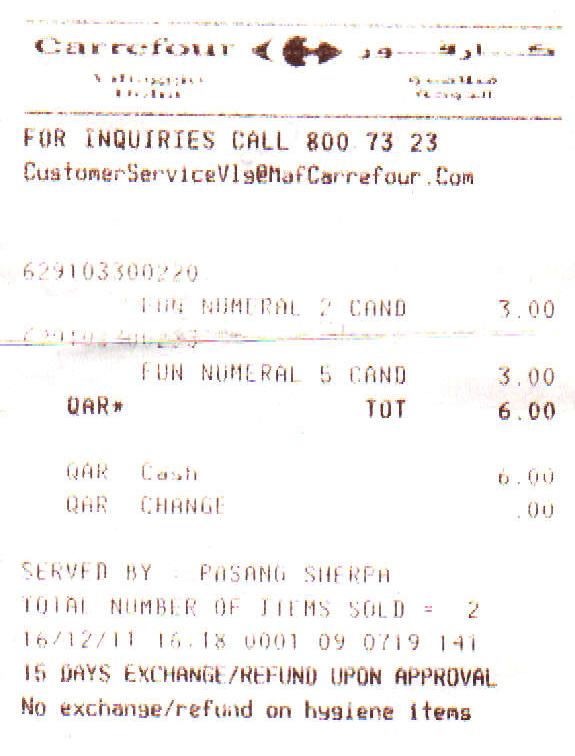 Carrefour كارفور
Villaggio
Doha
FOR INQUIRIES CALL 800 73 23
CustomerServiceVlg@MafCarrefour.Com
629103300220
FUN NUMERAL 2 CAND 3.00
FUN NUMERAL 5 CAND 3.00
QAR* TOT 6.00
QAR Cash 6.00
QAR CHANGE .00
SERVED BY : PASANG SHERPA
TOTAL NUMBER OF ITEMS SOLD = 2
16/12/11 16.18 0001 09 0719 141
15 DAYS EXCHANGE/REFUND UPON APPROVAL
No exchange/refund on hygiene items